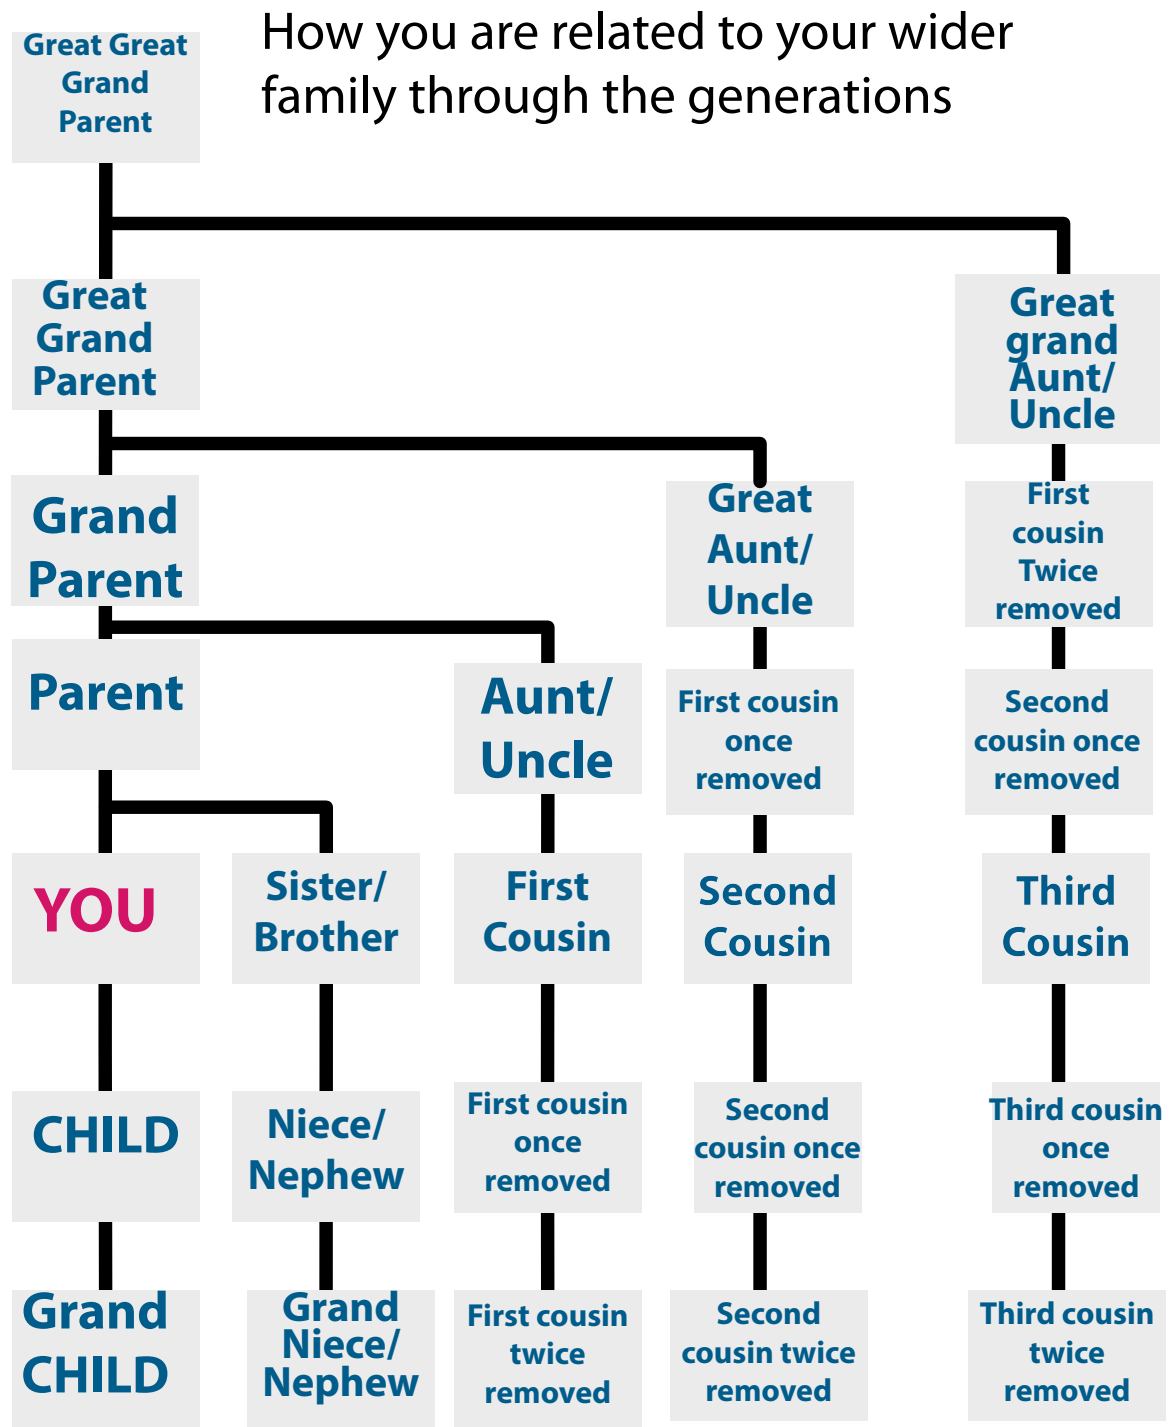 How you are related to your wider
family through the generations
Great Great
Grand
Parent
Great
Grand
Parent
Great
grand
Aunt/
Uncle
Grand
Parent
Great
Aunt/
Uncle
First
cousin
Twice
removed
Parent
Aunt/
Uncle
First cousin
once
removed
Second
cousin once
removed
YOU
Sister/
Brother
First
Cousin
Second
Cousin
Third
Cousin
CHILD
Niece/
Nephew
First cousin
once
removed
Second
cousin once
removed
Third cousin
once
removed
Grand
CHILD
Grand
Niece/
Nephew
First cousin
twice
removed
Second
cousin twice
removed
Third cousin
twice
removed